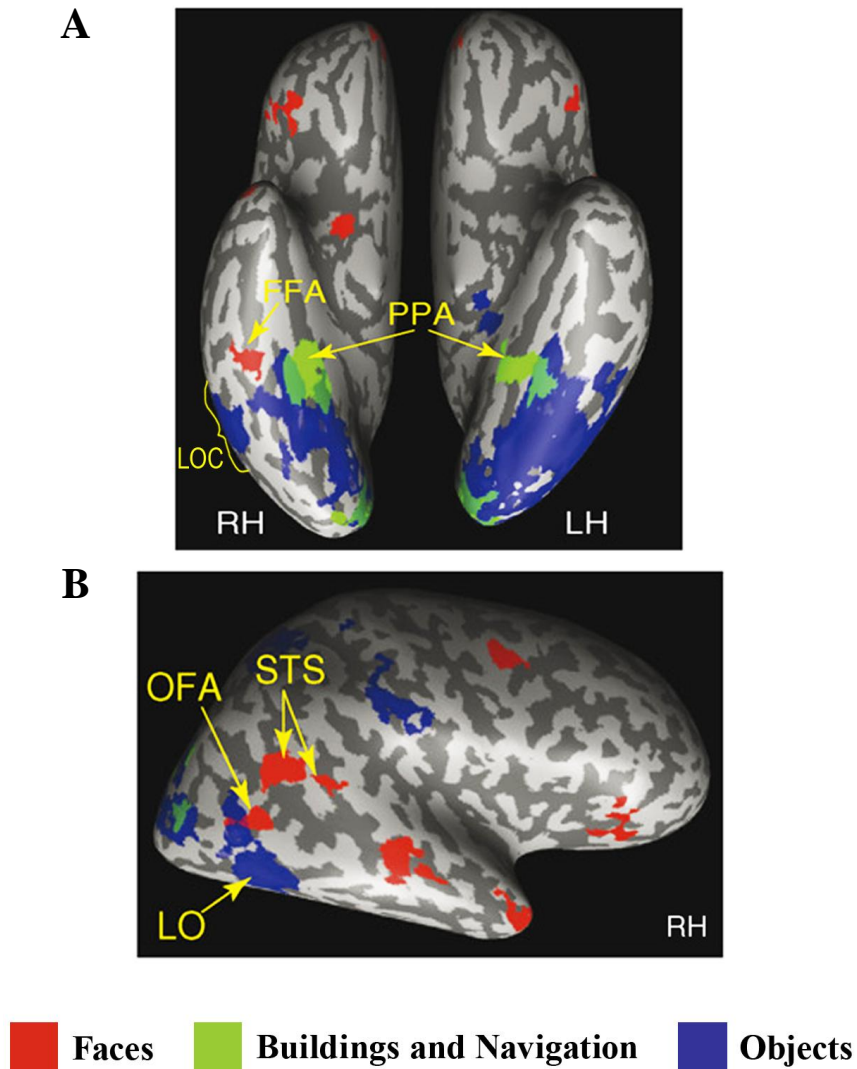 A
FFA
PPA
LOC
RH
LH
B
STS
OFA
LO
RH
Faces
Buildings and Navigation
Objects